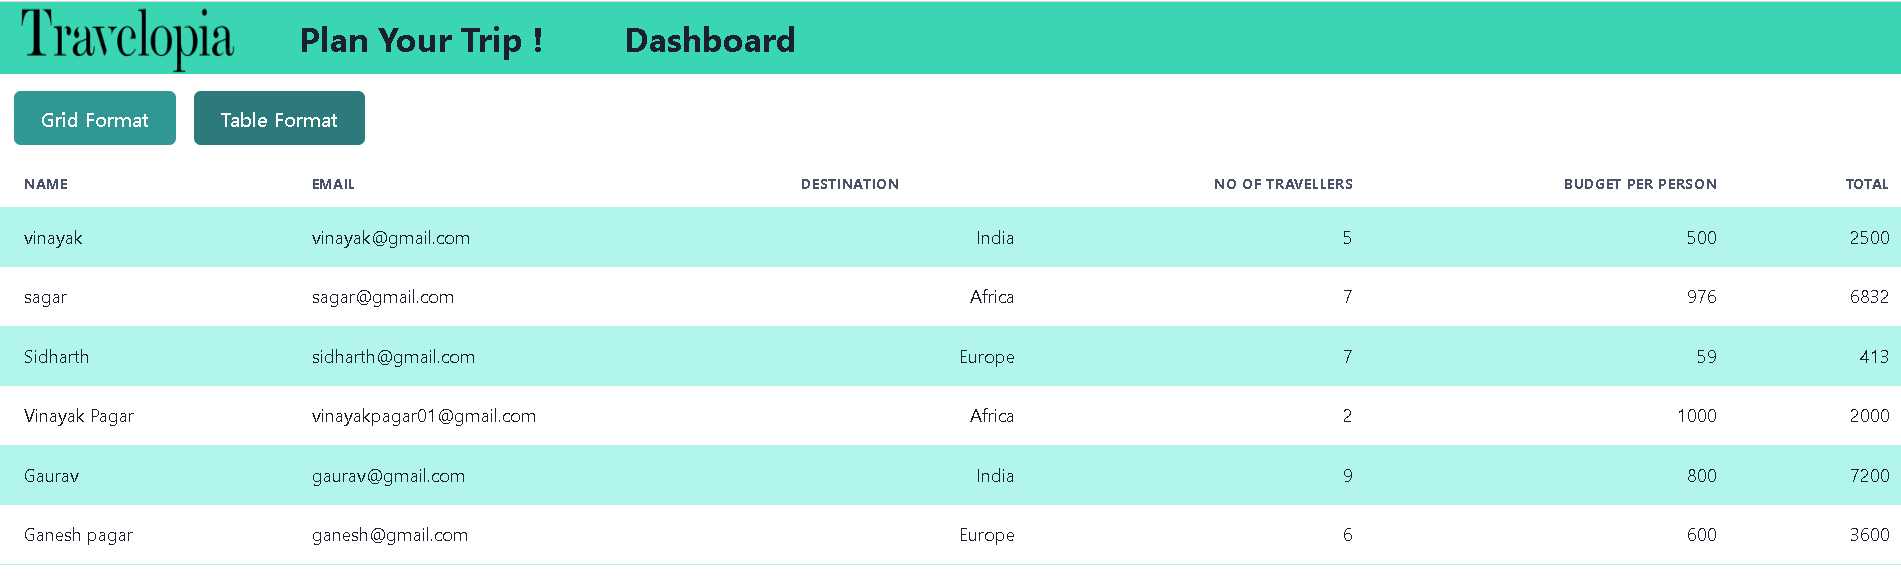 Travelopia Plan Your Trip ! Dashboard
Grid Format Table Format
NAME EMAIL DESTINATION NO OF TRAVELLERS BUDGET PER PERSON TOTAL
vinayak vinayak@gmail.com India 5 500 2500
sagar sagar@gmail.com Africa 7 976 6832
Sidharth sidharth@gmail.com Europe 7 59 413
Vinayak Pagar vinayakpagar01@gmail.com Africa 2 1000 2000
Gaurav gaurav@gmail.com India 9 800 7200
Ganesh pagar ganesh@gmail.com Europe 6 600 3600